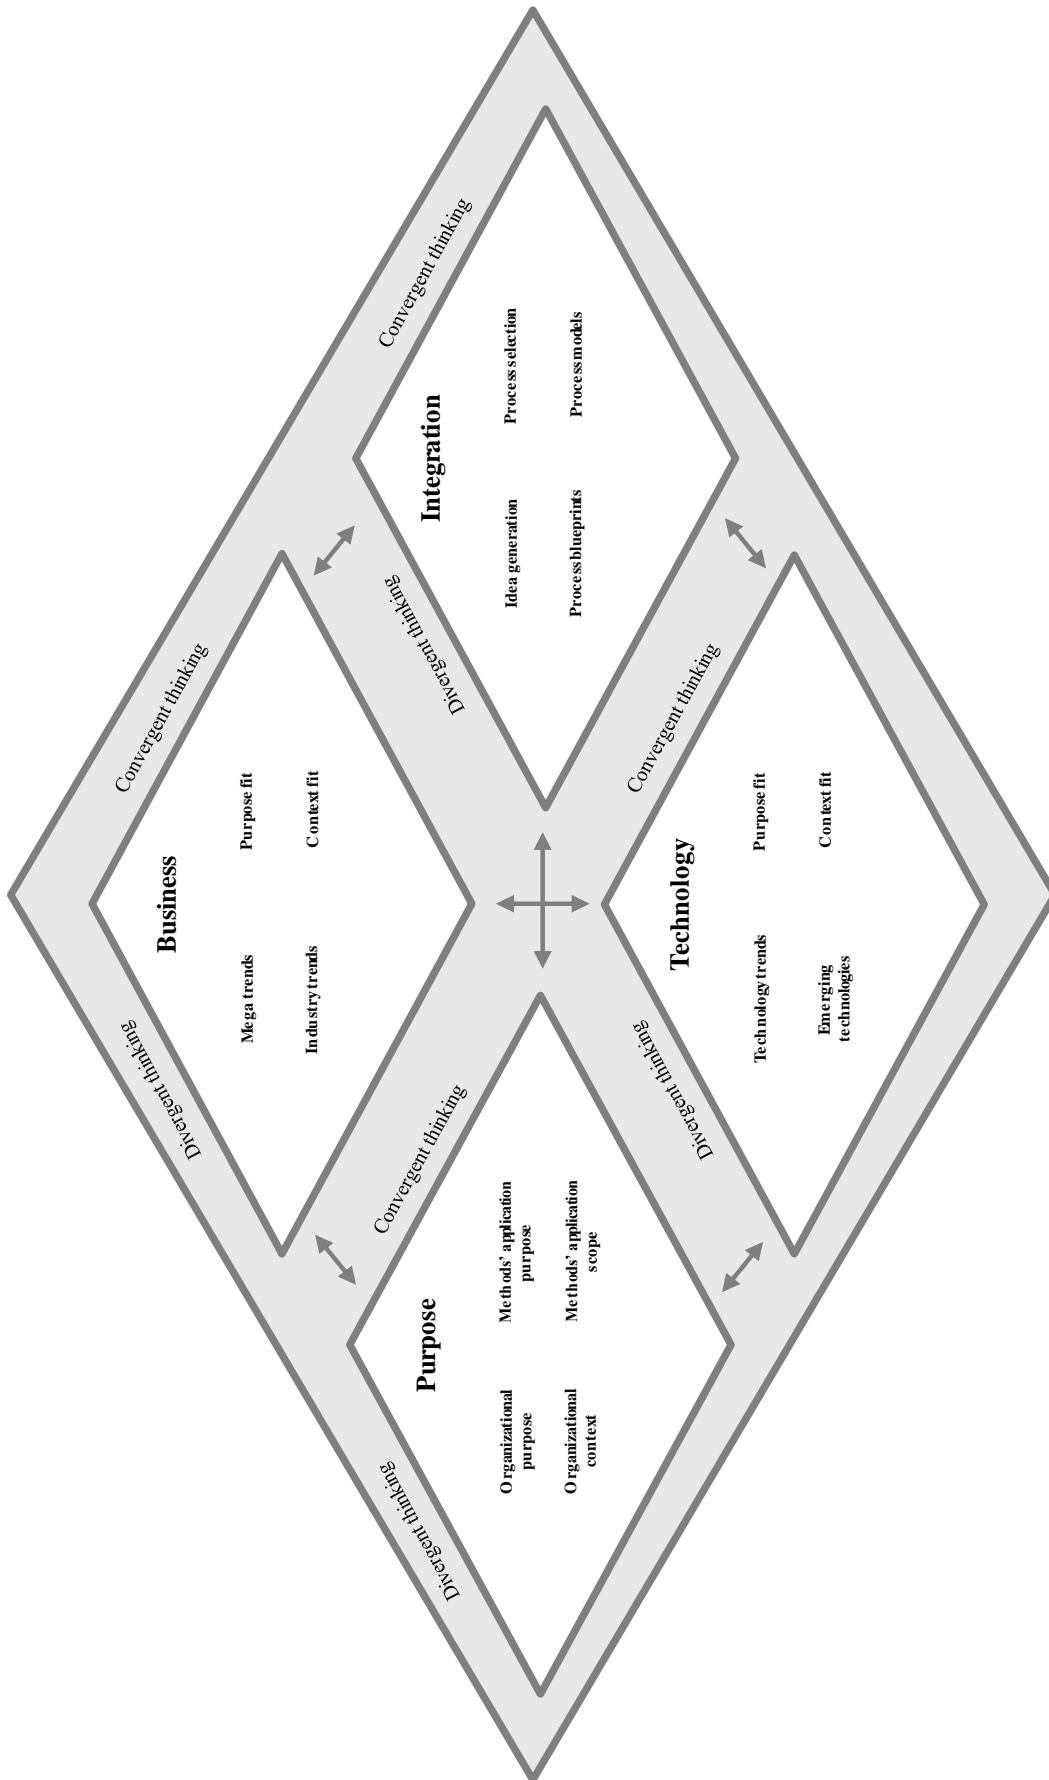 Divergent thinking
Convergent thinking
Business
Mega trends
Purpose fit
Industry trends
Context fit
Divergent thinking
Convergent thinking
Purpose
Organizational
purpose
Methods’ application
purpose
Organizational
context
Methods’ application
scope
Divergent thinking
Convergent thinking
Integration
Idea generation
Process selection
Process blueprints
Process models
Divergent thinking
Convergent thinking
Technology
Technology trends
Purpose fit
Emerging
technologies
Context fit